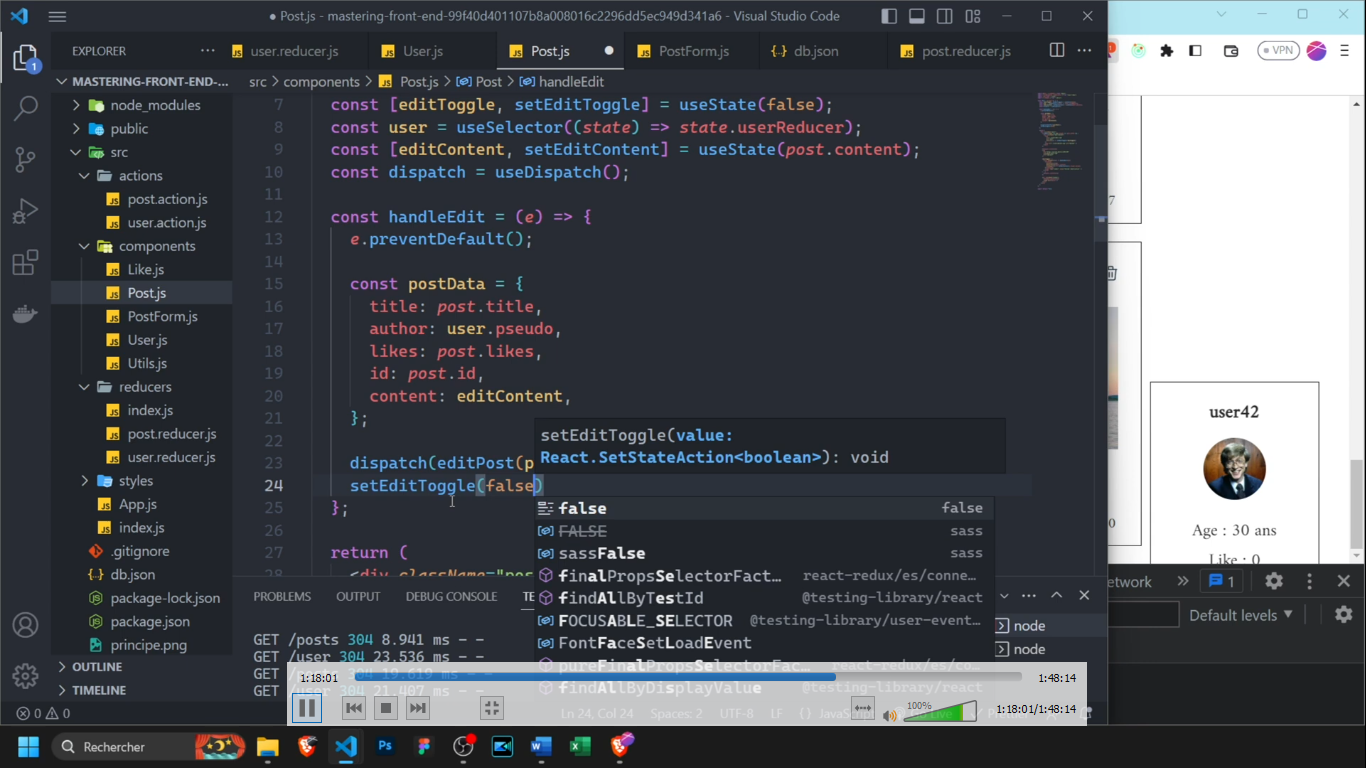 Post.js - mastering-front-end-99f40d401107b8a008016c2296dd5ec949d341a6 - Visual Studio Code
EXPLORER
user.reducer.js
User.js
Post.js
PostForm.js
db.json
post.reducer.js
VPN
MASTERING-FRONT-END-...
src > components > Post.js > Post > handleEdit
node_modules
public
src
actions
post.action.js
user.action.js
components
Like.js
Post.js
PostForm.js
User.js
Utils.js
reducers
index.js
post.reducer.js
user.reducer.js
styles
App.js
index.js
.gitignore
db.json
package-lock.json
package.json
principe.png
OUTLINE
TIMELINE
7 const [editToggle, setEditToggle] = useState(false);
8 const user = useSelector((state) => state.userReducer);
9 const [editContent, setEditContent] = useState(post.content);
10 const dispatch = useDispatch();
11
12 const handleEdit = (e) => {
13 e.preventDefault();
14
15 const postData = {
16 title: post.title,
17 author: user.pseudo,
18 likes: post.likes,
19 id: post.id,
20 content: editContent,
21 };
22
23 dispatch(editPost(p
24 setEditToggle(false)
25 };
26
27 return (
28 <div className="pos
setEditToggle(value:
React.SetStateAction<boolean>): void
false false
FALSE sass
sassFalse sass
finalPropsSelectorFact... react-redux/es/conne...
findAllByTestId @testing-library/react
FOCUSABLE_SELECTOR @testing-library/user-event...
FontFaceSetLoadEvent
pureFinalPropsSelectorFac... react-redux/es/co...
findAllByDisplayValue @testing-library/react
PROBLEMS
OUTPUT
DEBUG CONSOLE
TE
GET /posts 304 8.941 ms - -
GET /user 304 23.536 ms - -
GET /posts 304 19.619 ms - -
GET /user 304 21.407 ms - -
node
node
7
0
user42
Age : 30 ans
Like : 0
etwork
1
Default levels
0 0
Ln 24, Col 24
Spaces: 2
UTF-8
LF
JavaScript
Go Live
Prettier
1:18:01
1:48:14
100%
1:18:01/1:48:14
Rechercher